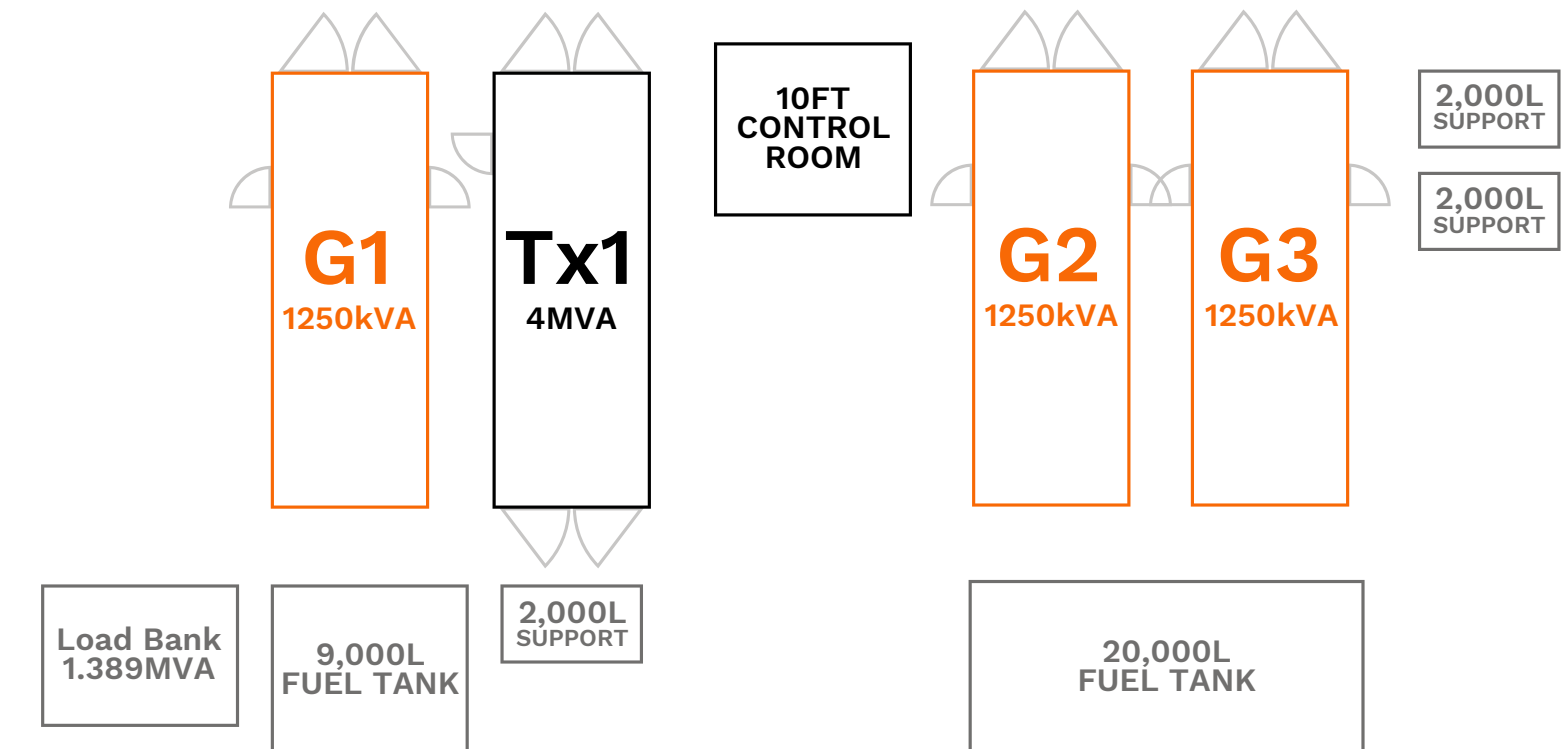 G1
1250kVA
Tx1
4MVA
10FT
CONTROL
ROOM
G2
1250kVA
G3
1250kVA
2,000L
SUPPORT
2,000L
SUPPORT
Load Bank
1.389MVA
9,000L
FUEL TANK
2,000L
SUPPORT
20,000L
FUEL TANK